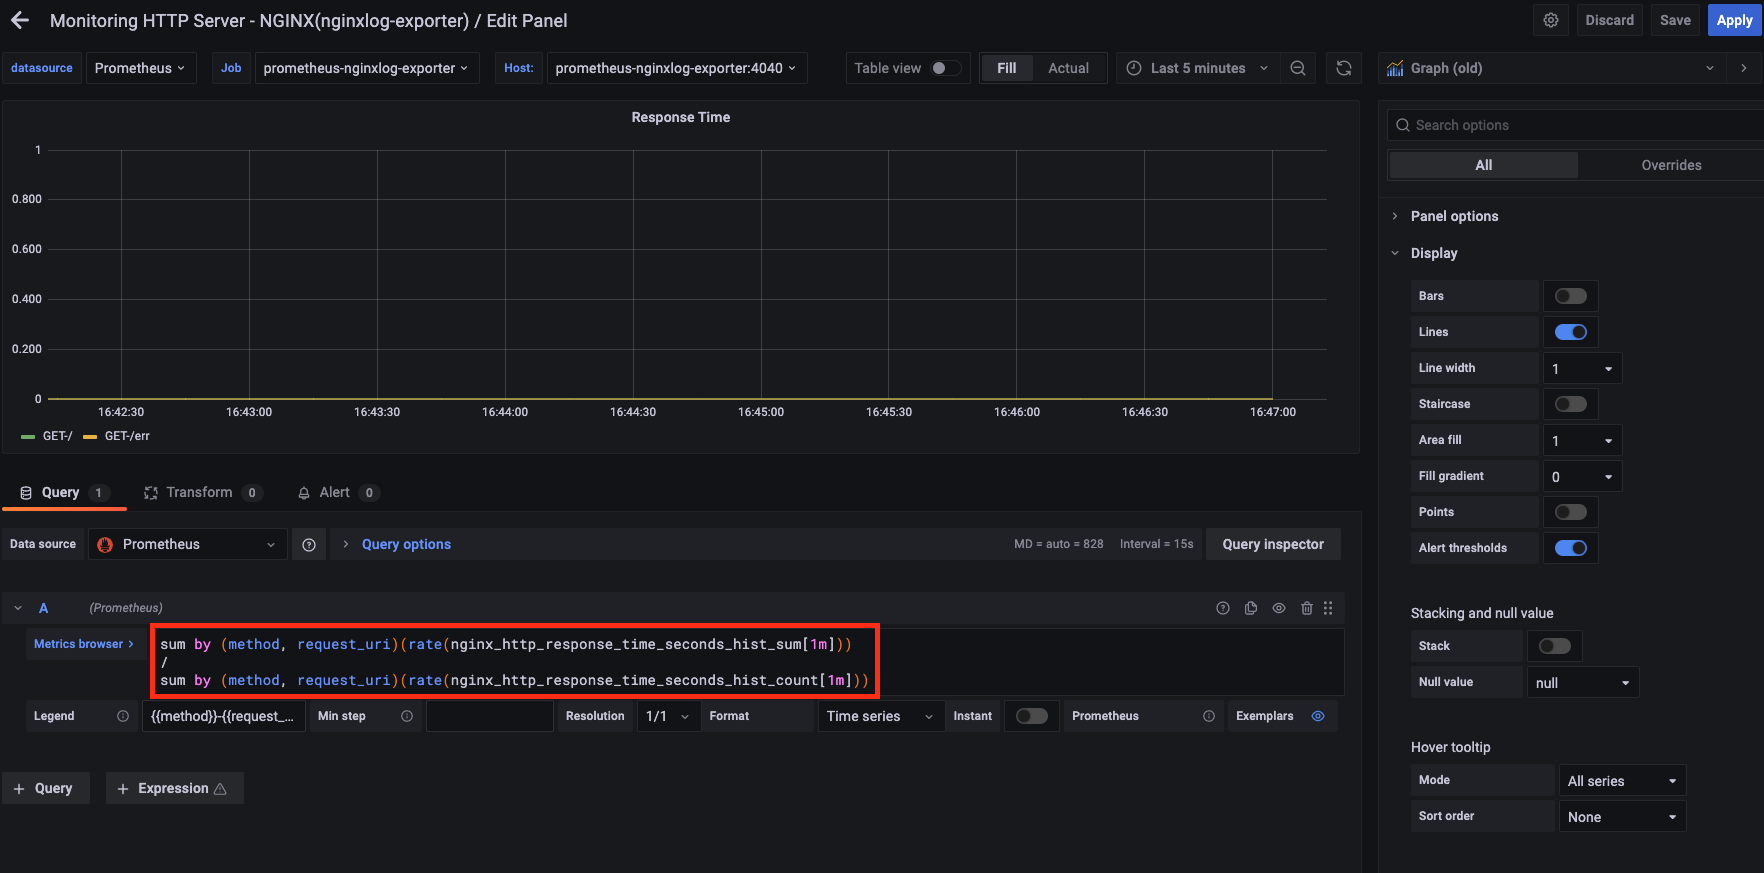 Monitoring HTTP Server - NGINX(nginxlog-exporter) / Edit Panel
Discard Save Apply
datasource Prometheus Job prometheus-nginxlog-exporter Host: prometheus-nginxlog-exporter:4040 Table view Fill Actual Last 5 minutes Graph (old)
Response Time
1
0.800
0.600
0.400
0.200
0
16:42:30 16:43:00 16:43:30 16:44:00 16:44:30 16:45:00 16:45:30 16:46:00 16:46:30 16:47:00
GET-/ GET-/err
Query 1 Transform 0 Alert 0
Data source Prometheus Query options MD = auto = 828 Interval = 15s Query inspector
A (Prometheus)
Metrics browser
sum by (method, request_uri)(rate(nginx_http_response_time_seconds_hist_sum[1m]))
/
sum by (method, request_uri)(rate(nginx_http_response_time_seconds_hist_count[1m]))
Legend {{method}}-{{request_... Min step Resolution 1/1 Format Time series Instant Prometheus Exemplars
+ Query + Expression
Search options
All Overrides
Panel options
Display
Bars
Lines
Line width 1
Staircase
Area fill 1
Fill gradient 0
Points
Alert thresholds
Stacking and null value
Stack
Null value null
Hover tooltip
Mode All series
Sort order None